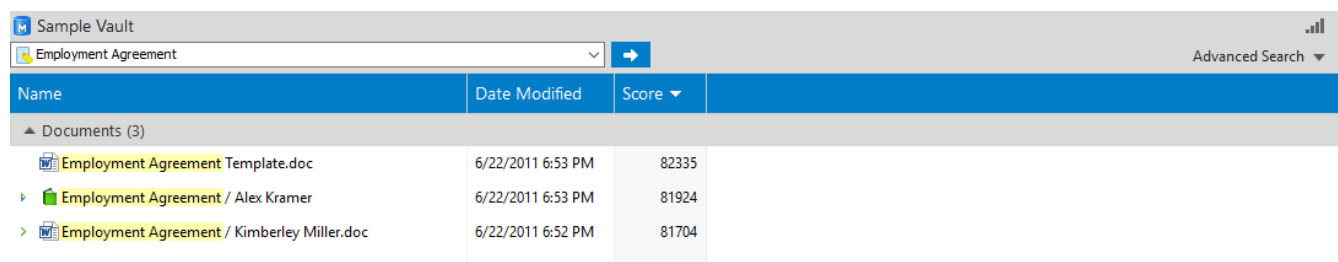 Sample Vault
Employment Agreement
Advanced Search
Name Date Modified Score
Documents (3)
Employment Agreement Template.doc 6/22/2011 6:53 PM 82335
Employment Agreement / Alex Kramer 6/22/2011 6:53 PM 81924
Employment Agreement / Kimberley Miller.doc 6/22/2011 6:52 PM 81704